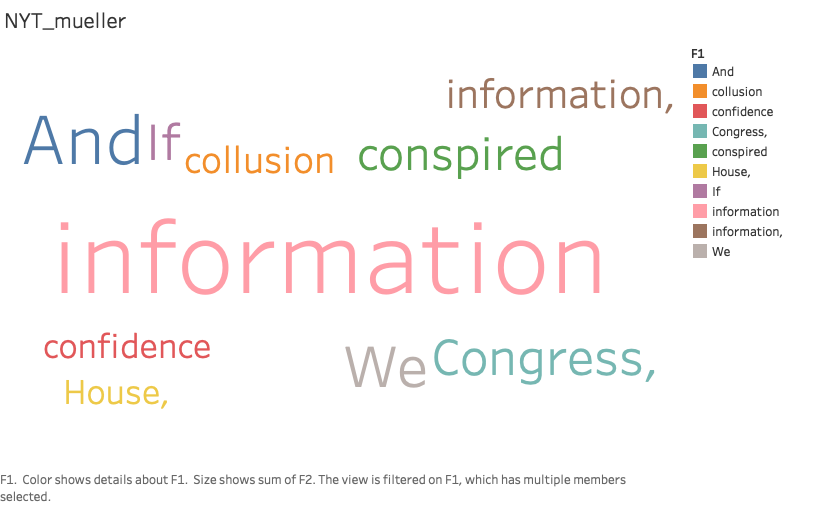 NYT_mueller
information,
And If collusion conspired
information
confidence
We Congress,
House,
F1
And
collusion
confidence
Congress,
conspired
House,
If
information
information,
We
F1. Color shows details about F1. Size shows sum of F2. The view is filtered on F1, which has multiple members
selected.